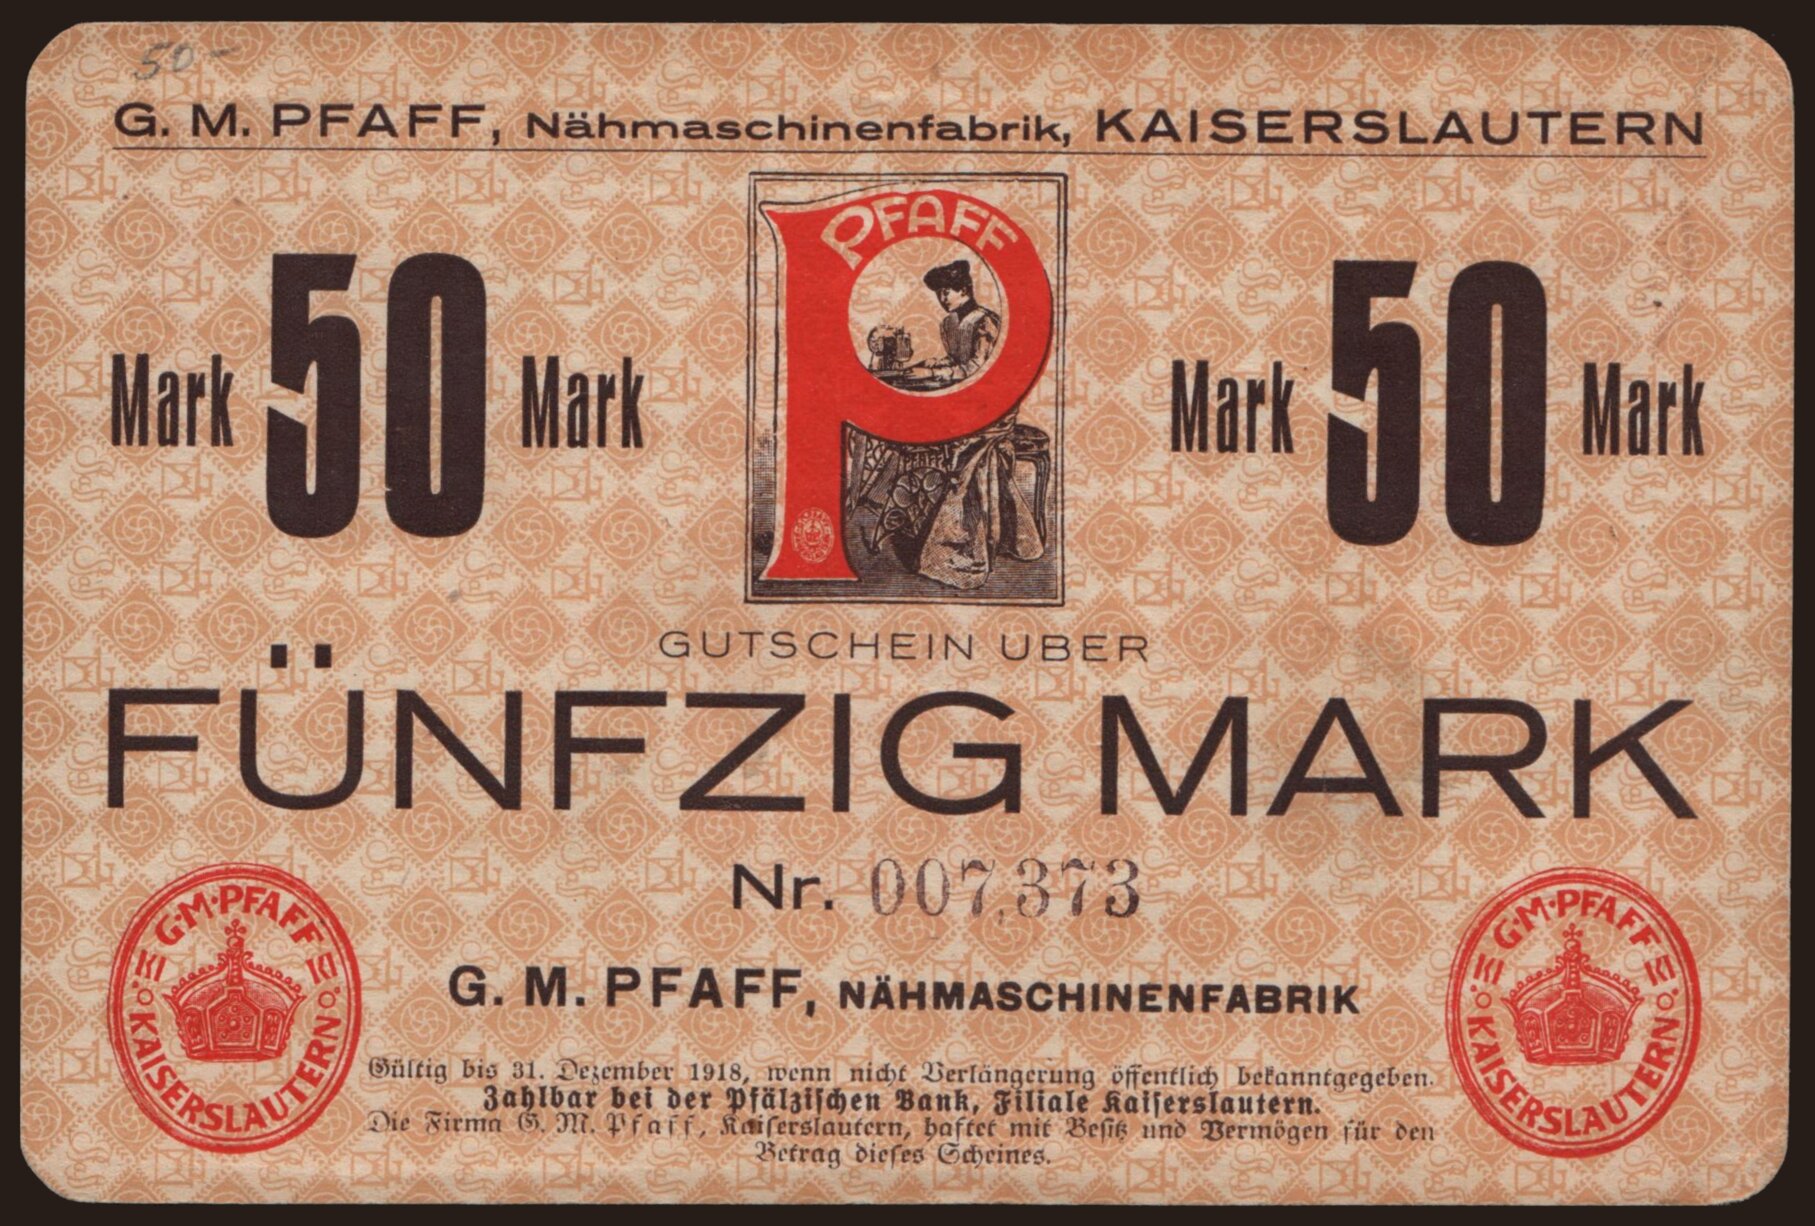 50-
G. M. PFAFF, Nähmaschinenfabrik, KAISERSLAUTERN
PFAFF
Mark 50 Mark
Mark 50 Mark
PFAFF
GUTSCHEIN UBER
FÜNFZIG MARK
Nr. 007,373
G. M. PFAFF, NÄHMASCHINENFABRIK
G·M·PFAFF
KAISERSLAUTERN
G·M·PFAFF
KAISERSLAUTERN
Gültig bis 31. Dezember 1918, wenn nicht Verlängerung öffentlich bekanntgegeben.
Zahlbar bei der Pfälzischen Bank, Filiale Kaiserslautern.
Die Firma G. M. Pfaff, Kaiserslautern, haftet mit Besitz und Vermögen für den
Betrag dieses Scheines.